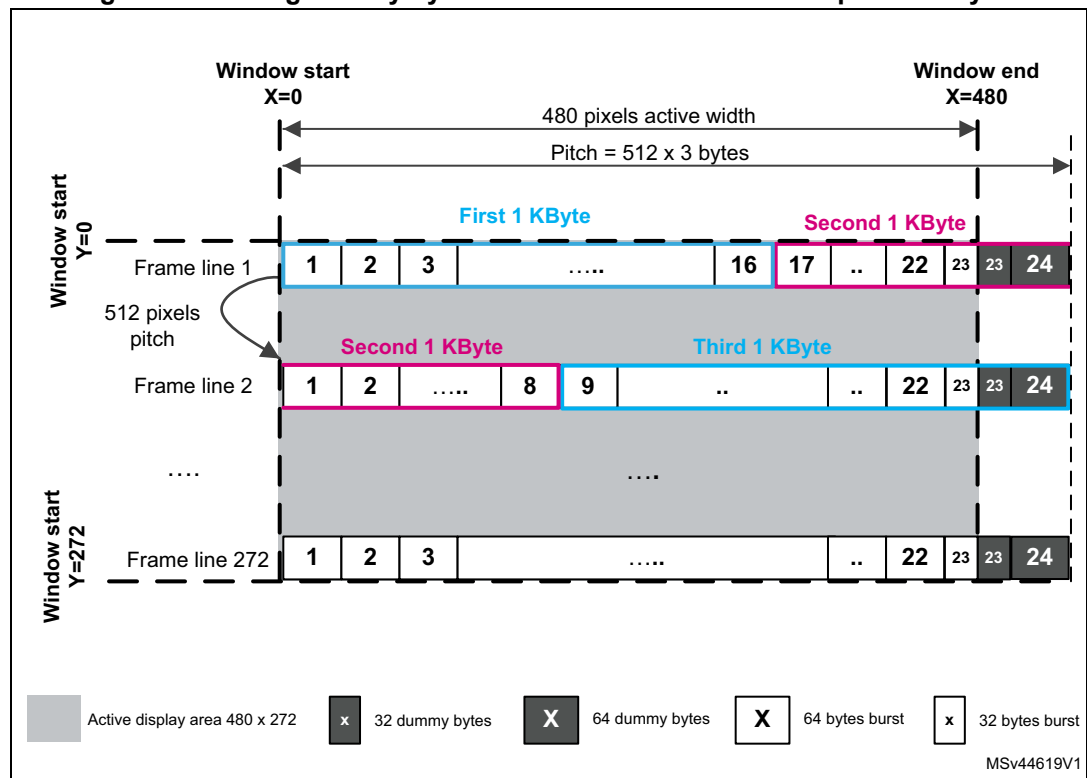 Window start
X=0
Window end
X=480
480 pixels active width
Pitch = 512 x 3 bytes
Window start
Y=0
First 1 KByte
Second 1 KByte
Frame line 1
1 2 3 ..... 16 17 .. 22 23 23 24
512 pixels
pitch
Second 1 KByte
Third 1 KByte
Frame line 2
1 2 ..... 8 9 .. .. 22 23 23 24
....
....
Window start
Y=272
Frame line 272
1 2 3 ..... .. 22 23 23 24
Active display area 480 x 272
x 32 dummy bytes
X 64 dummy bytes
X 64 bytes burst
x 32 bytes burst
MSv44619V1